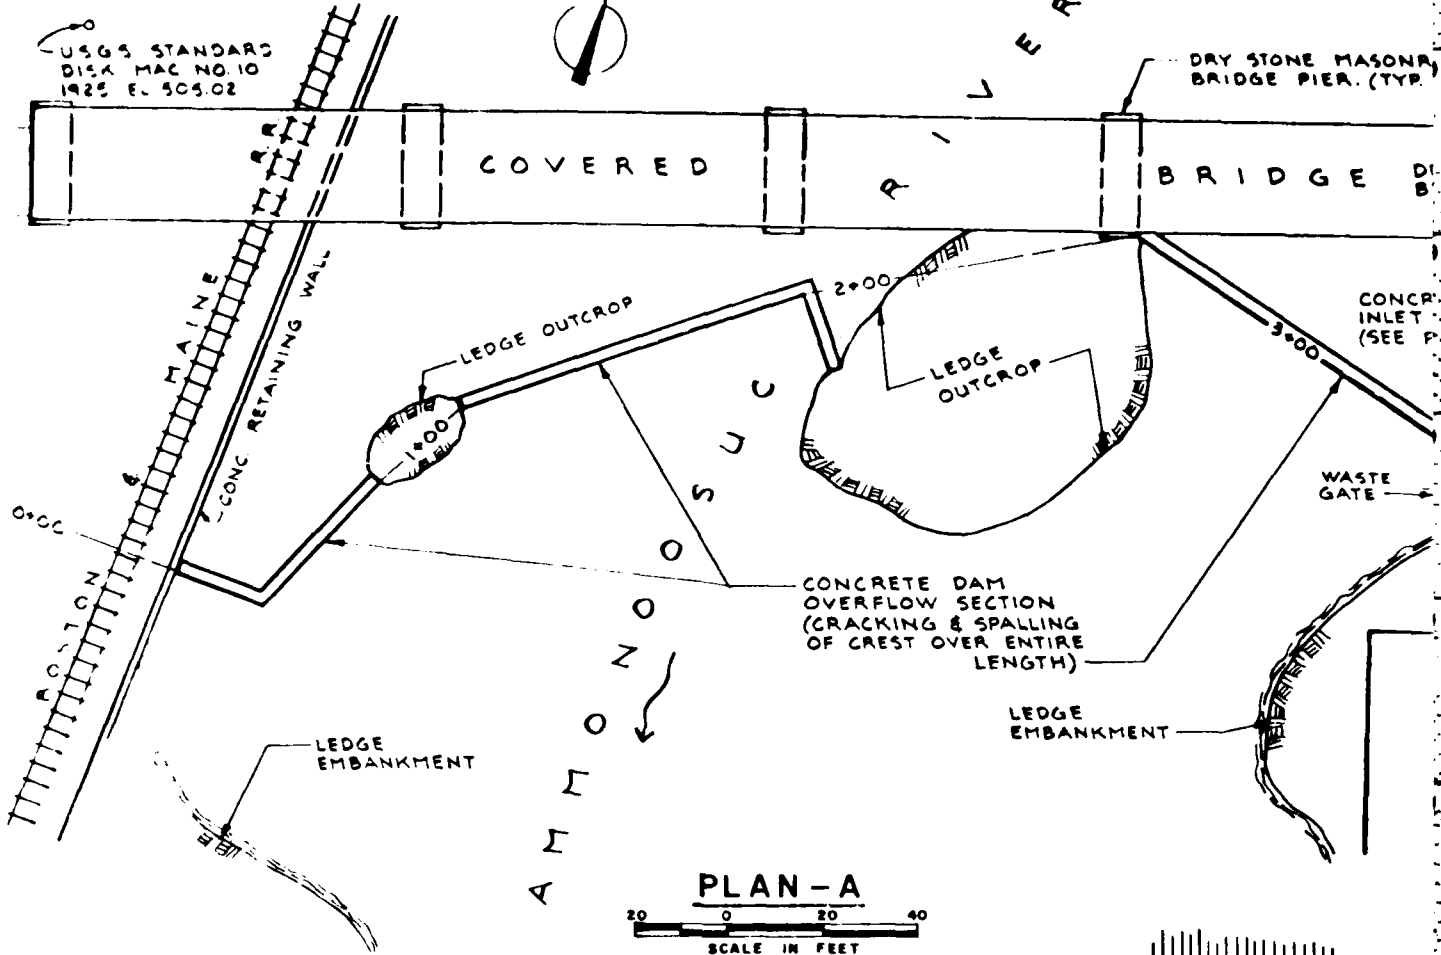 USGS STANDARD
DISK MAC NO. 10
1925 EL 505.02
DRY STONE MASONR
BRIDGE PIER. (TYP.
COVERED BRIDGE
BOSTON & MAINE R.R.
CONC. RETAINING WALL
AMMONOOSUC RIVER
LEDGE OUTCROP
0+00
1+00
2+00
3+00
LEDGE
OUTCROP
CONCR
INLET
(SEE
WASTE
GATE
CONCRETE DAM
OVERFLOW SECTION
(CRACKING & SPALLING
OF CREST OVER ENTIRE
LENGTH)
LEDGE
EMBANKMENT
LEDGE
EMBANKMENT
PLAN-A
20 0 20 40
SCALE IN FEET